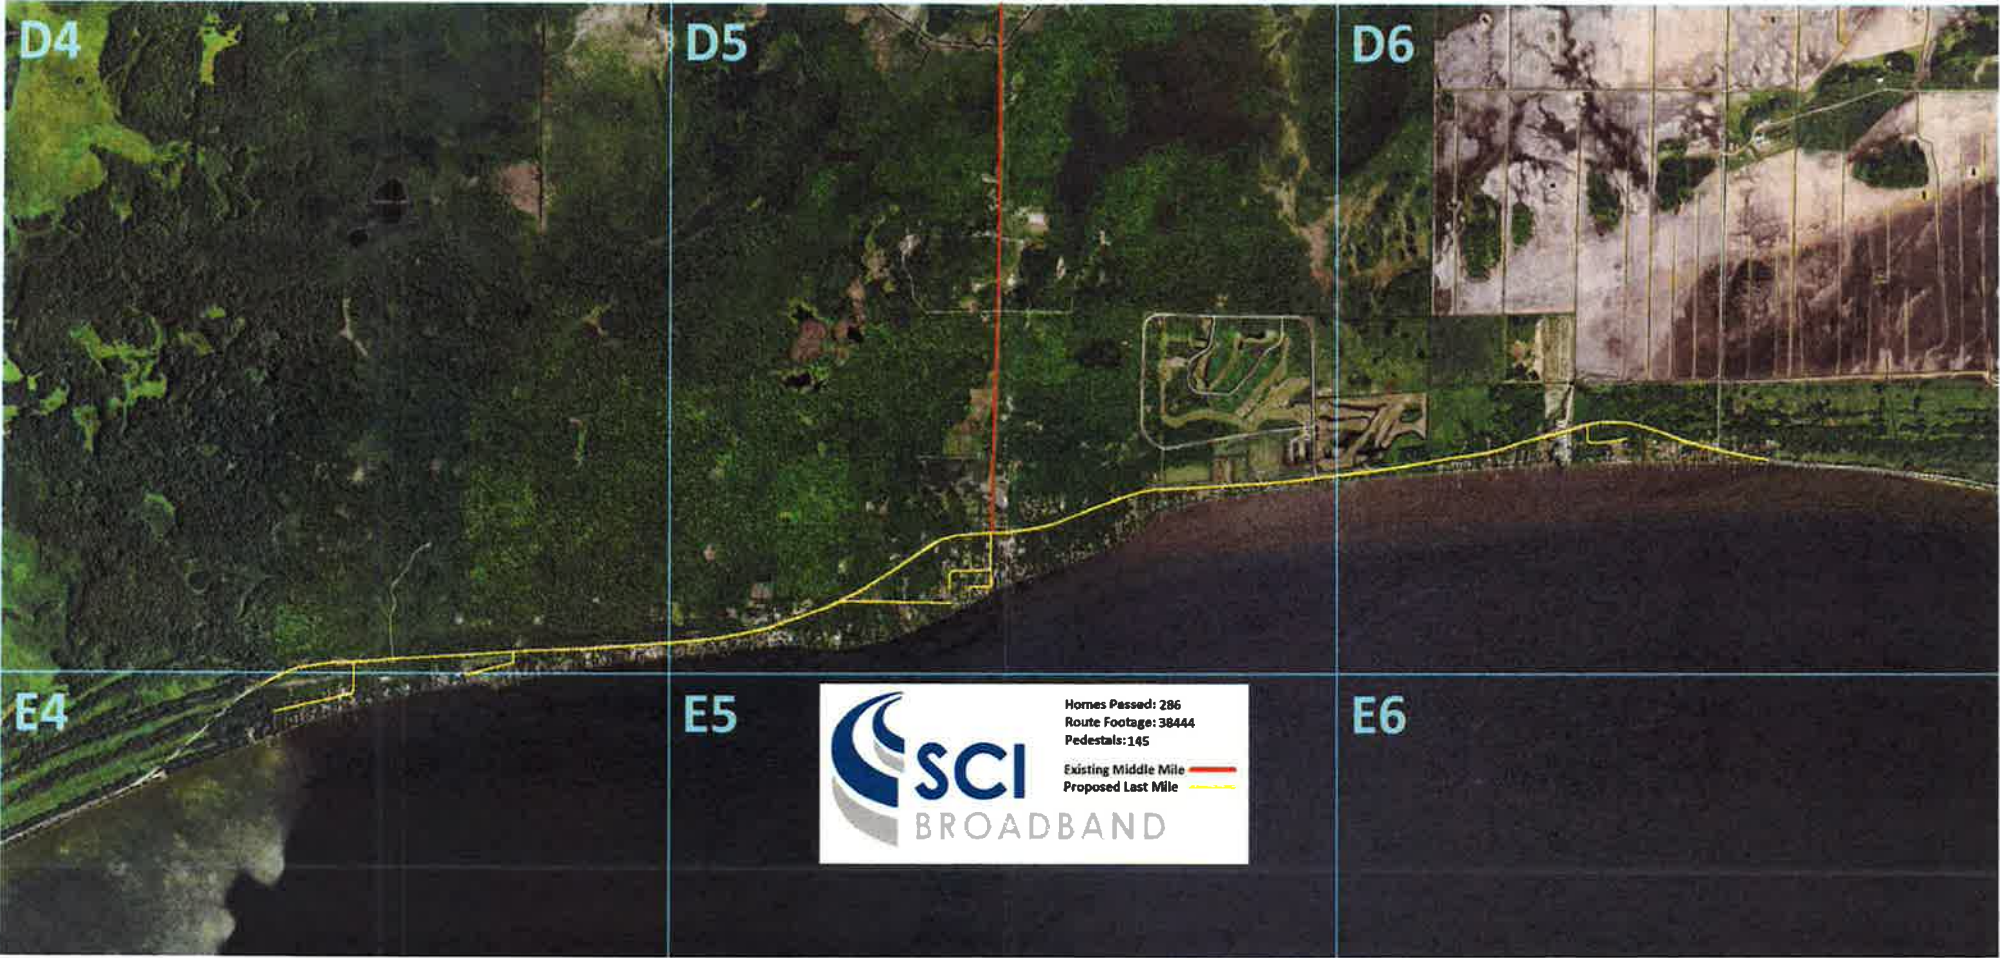 D4
D5
D6
E4
E5
E6
SCI
BROADBAND
Homes Passed: 286
Route Footage: 38444
Pedestals: 145
Existing Middle Mile
Proposed Last Mile